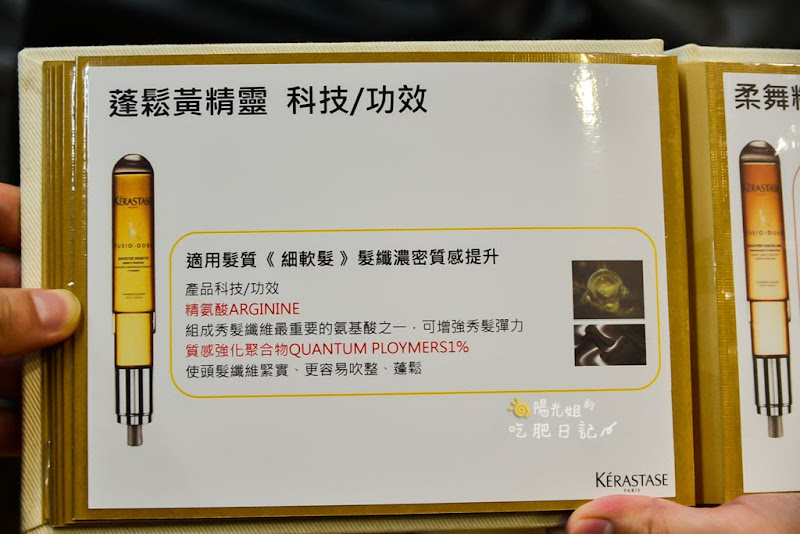 蓬鬆黃精靈 科技/功效
KÉRASTASE
PARIS
FUSIO-DOSE
適用髮質《 細軟髮 》髮纖濃密質感提升
產品科技/功效
精氨酸ARGININE
組成秀髮纖維最重要的氨基酸之一，可增強秀髮彈力
質感強化聚合物QUANTUM PLOYMERS1%
使頭髮纖維緊實、更容易吹整、蓬鬆
陽光姐的
吃肥日記
KÉRASTASE
PARIS
柔舞精
KÉRASTASE
FUSIO-DOSE